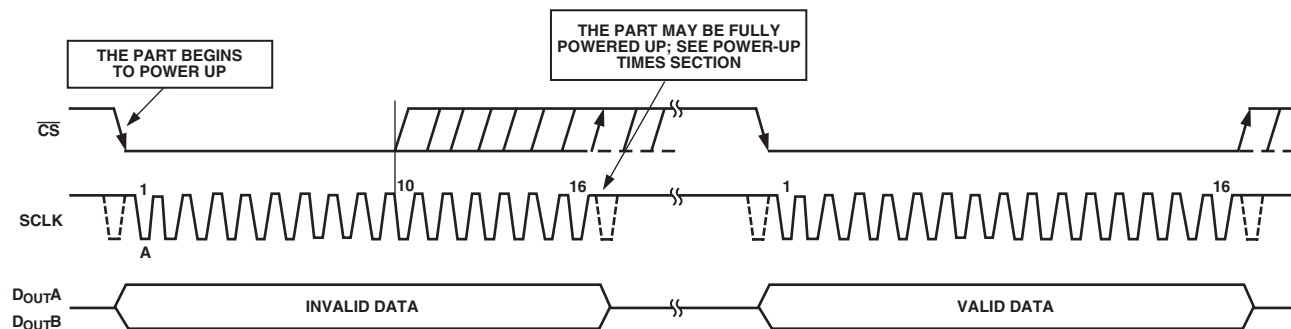 THE PART BEGINS
TO POWER UP
THE PART MAY BE FULLY
POWERED UP; SEE POWER-UP
TIMES SECTION
CS
SCLK
1
10
16
1
16
A
DOUTA
DOUTB
INVALID DATA
VALID DATA